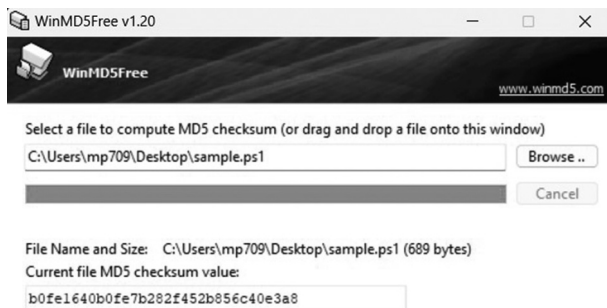 WinMD5Free v1.20
WinMD5Free
www.winmd5.com
Select a file to compute MD5 checksum (or drag and drop a file onto this window)
C:\Users\mp709\Desktop\sample.ps1
Browse ..
Cancel
File Name and Size: C:\Users\mp709\Desktop\sample.ps1 (689 bytes)
Current file MD5 checksum value:
b0fe1640b0fe7b282f452b856c40e3a8